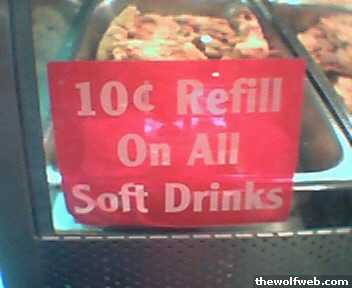 10¢ Refill
On All
Soft Drinks
thewolfweb.com